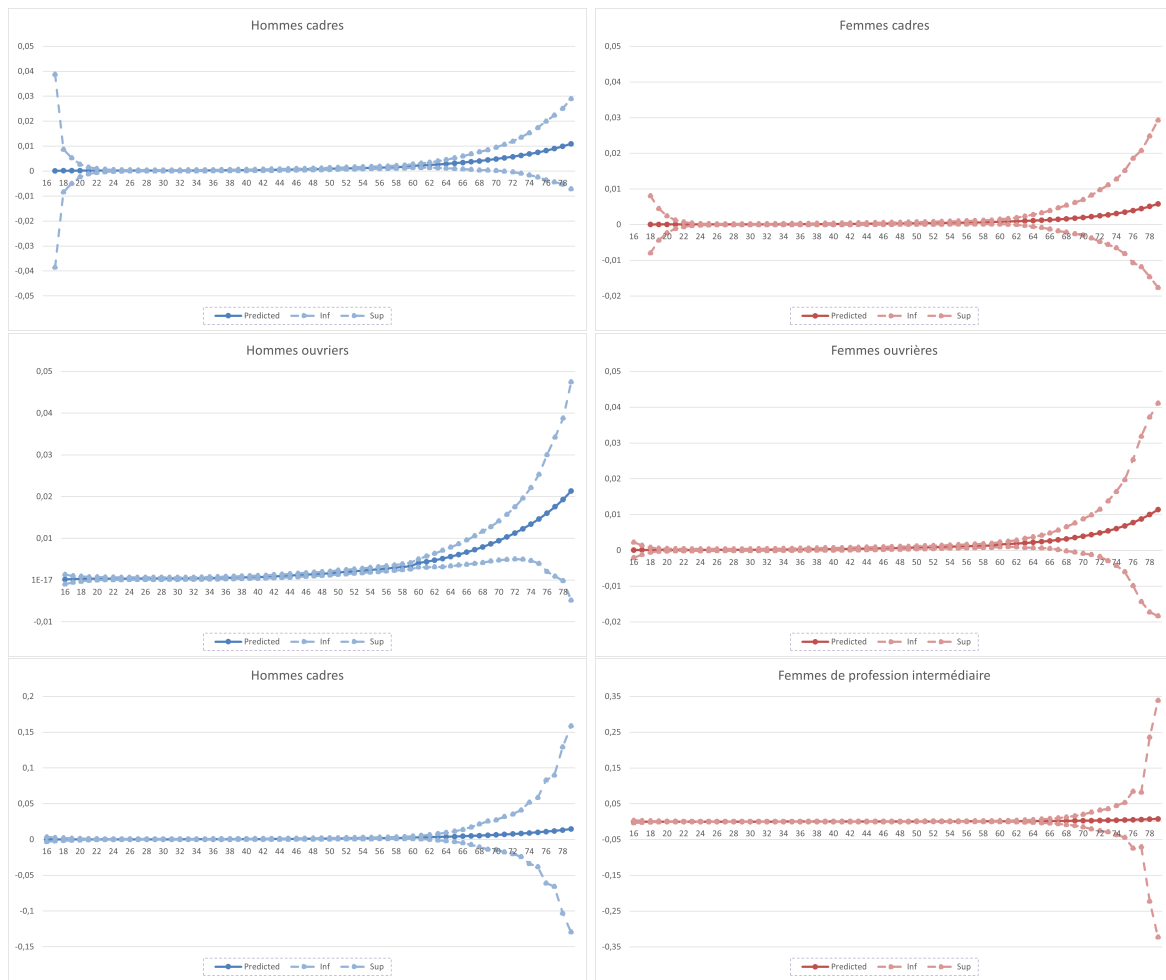 Hommes cadres
0,05
0,04
0,03
0,02
0,01
0
-0,01
-0,02
-0,03
-0,04
-0,05
16 18 20 22 24 26 28 30 32 34 36 38 40 42 44 46 48 50 52 54 56 58 60 62 64 66 68 70 72 74 76 78
Predicted Inf Sup
Femmes cadres
0,05
0,04
0,03
0,02
0,01
0
-0,01
-0,02
16 18 20 22 24 26 28 30 32 34 36 38 40 42 44 46 48 50 52 54 56 58 60 62 64 66 68 70 72 74 76 78
Predicted Inf Sup
Hommes ouvriers
0,05
0,04
0,03
0,02
0,01
1E-17
-0,01
16 18 20 22 24 26 28 30 32 34 36 38 40 42 44 46 48 50 52 54 56 58 60 62 64 66 68 70 72 74 76 78
Predicted Inf Sup
Femmes ouvrières
0,05
0,04
0,03
0,02
0,01
0
-0,01
-0,02
16 18 20 22 24 26 28 30 32 34 36 38 40 42 44 46 48 50 52 54 56 58 60 62 64 66 68 70 72 74 76 78
Predicted Inf Sup
Hommes cadres
0,2
0,15
0,1
0,05
0
-0,05
-0,1
-0,15
16 18 20 22 24 26 28 30 32 34 36 38 40 42 44 46 48 50 52 54 56 58 60 62 64 66 68 70 72 74 76 78
Predicted Inf Sup
Femmes de profession intermédiaire
0,35
0,25
0,15
0,05
-0,05
-0,15
-0,25
-0,35
16 18 20 22 24 26 28 30 32 34 36 38 40 42 44 46 48 50 52 54 56 58 60 62 64 66 68 70 72 74 76 78
Predicted Inf Sup